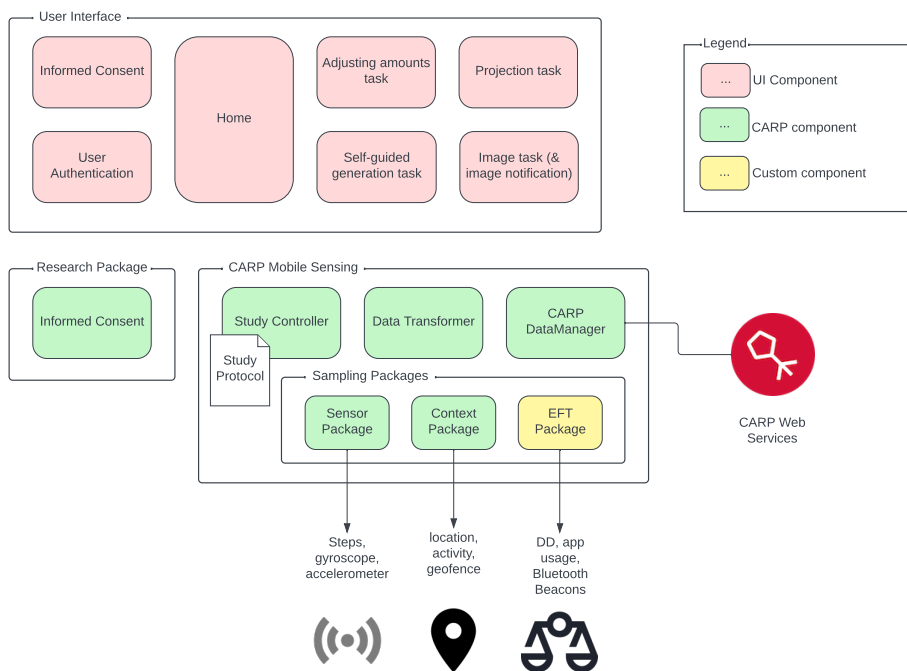 User Interface
Informed Consent
Home
Adjusting amounts
task
Projection task
User
Authentication
Self-guided
generation task
Image task (&
image notification)
Legend
...
UI Component
...
CARP component
...
Custom component
Research Package
Informed Consent
CARP Mobile Sensing
Study Controller
Data Transformer
CARP
DataManager
Study
Protocol
Sampling Packages
Sensor
Package
Context
Package
EFT
Package
CARP Web
Services
Steps,
gyroscope,
accelerometer
location,
activity,
geofence
DD, app
usage,
Bluetooth
Beacons